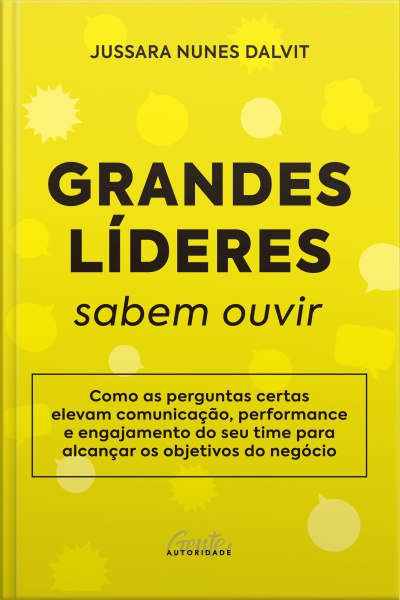 JUSSARA NUNES DALVIT
GRANDES
LÍDERES
sabem ouvir
Como as perguntas certas
elevam comunicação, performance
e engajamento do seu time para
alcançar os objetivos do negócio
Gente
AUTORIDADE